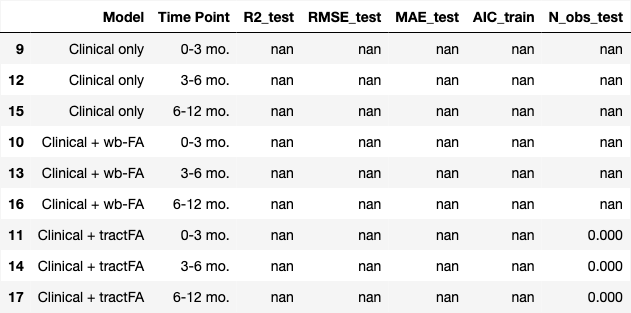 Model Time Point R2_test RMSE_test MAE_test AIC_train N_obs_test
9 Clinical only 0-3 mo. nan nan nan nan nan
12 Clinical only 3-6 mo. nan nan nan nan nan
15 Clinical only 6-12 mo. nan nan nan nan nan
10 Clinical + wb-FA 0-3 mo. nan nan nan nan nan
13 Clinical + wb-FA 3-6 mo. nan nan nan nan nan
16 Clinical + wb-FA 6-12 mo. nan nan nan nan nan
11 Clinical + tractFA 0-3 mo. nan nan nan nan 0.000
14 Clinical + tractFA 3-6 mo. nan nan nan nan 0.000
17 Clinical + tractFA 6-12 mo. nan nan nan nan 0.000